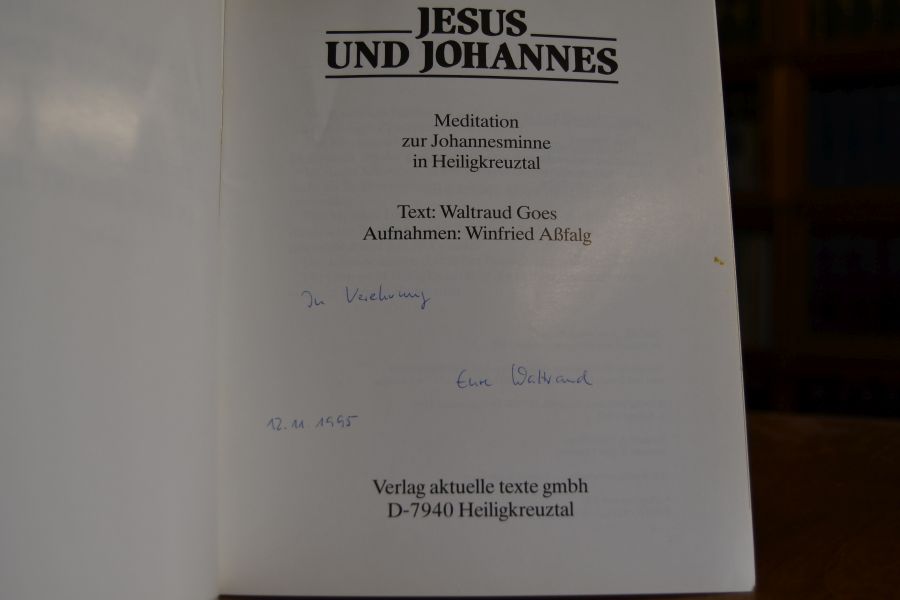 JESUS
UND JOHANNES
Meditation
zur Johannesminne
in Heiligkreuztal
Text: Waltraud Goes
Aufnahmen: Winfried Aßfalg
In Verehrung
Eure Waltraud
12.11.1995
Verlag aktuelle texte gmbh
D-7940 Heiligkreuztal